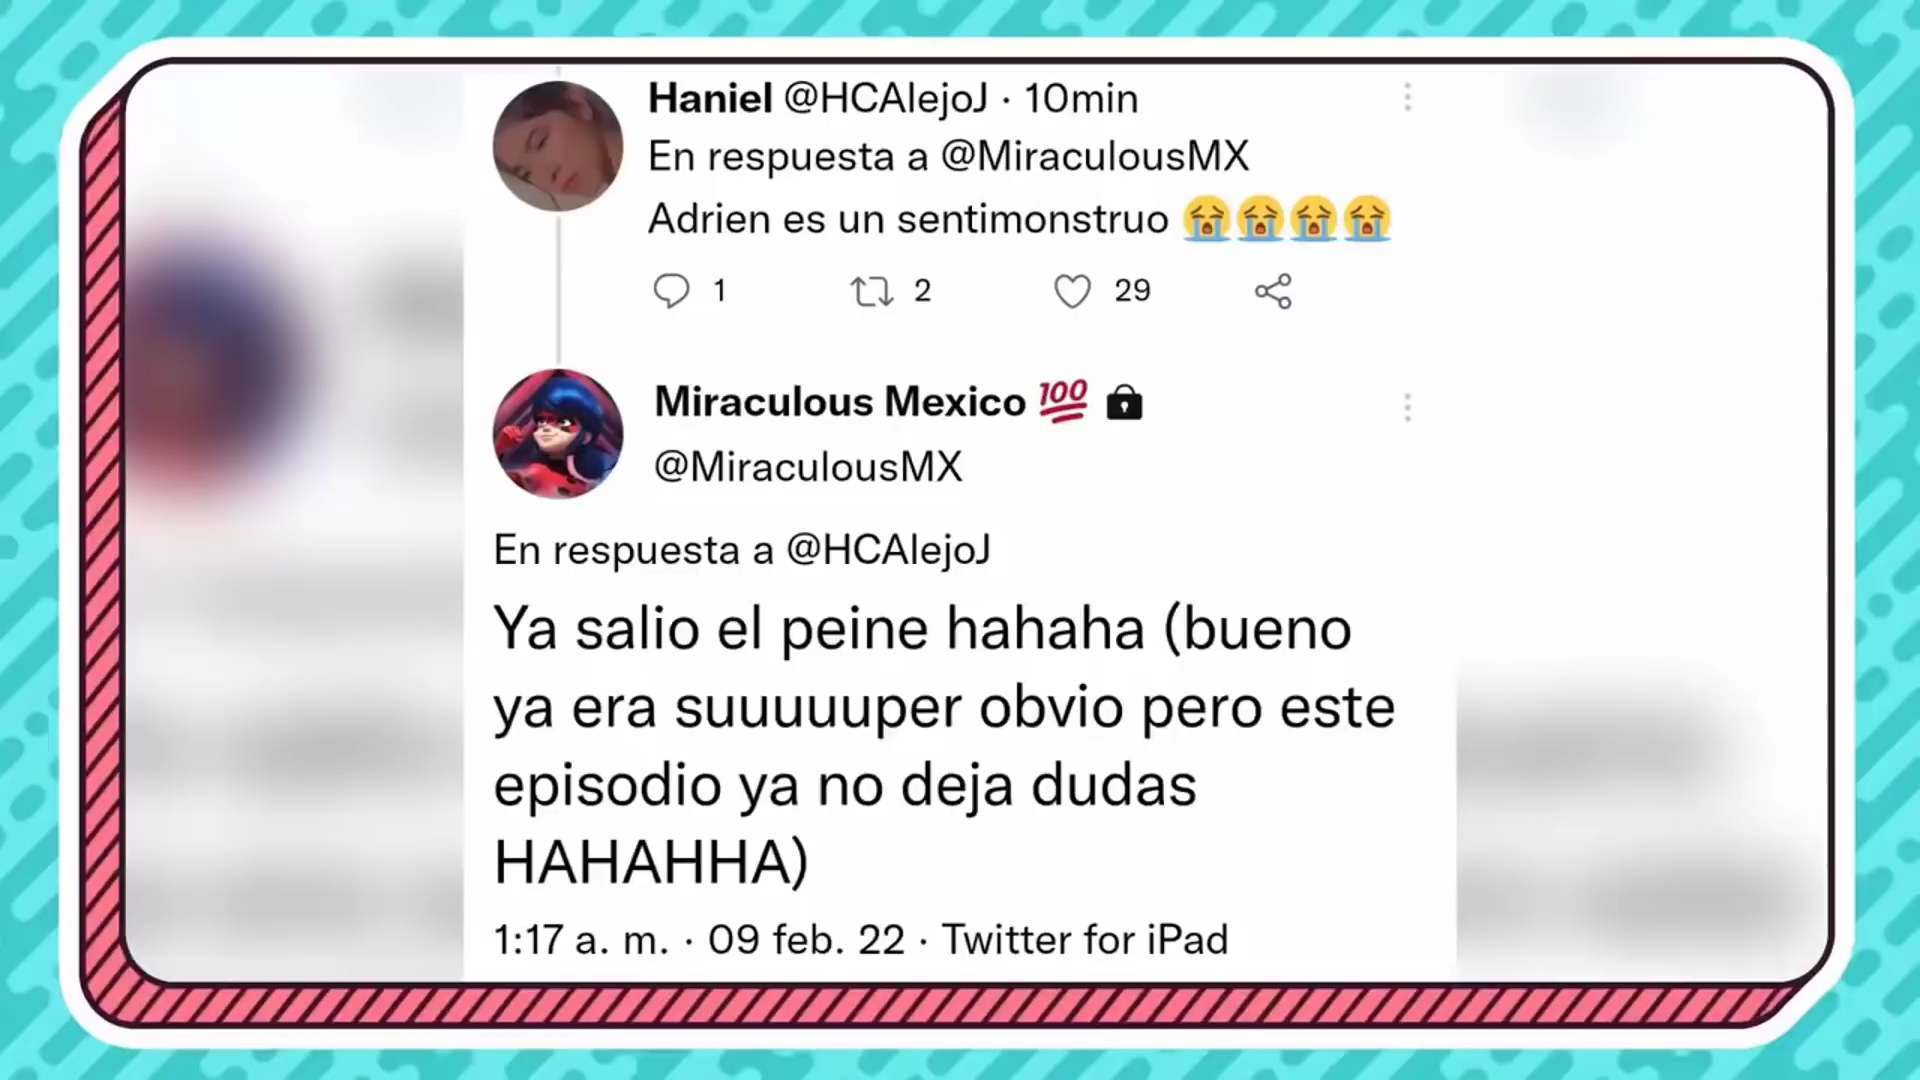 Haniel @HCAlejoJ · 10min
En respuesta a @MiraculousMX
Adrien es un sentimonstruo 😭😭😭😭
1 2 29
Miraculous Mexico 💯 🔒
@MiraculousMX
En respuesta a @HCAlejoJ
Ya salio el peine hahaha (bueno
ya era suuuuuper obvio pero este
episodio ya no deja dudas
HAHAHHA)
1:17 a. m. · 09 feb. 22 · Twitter for iPad